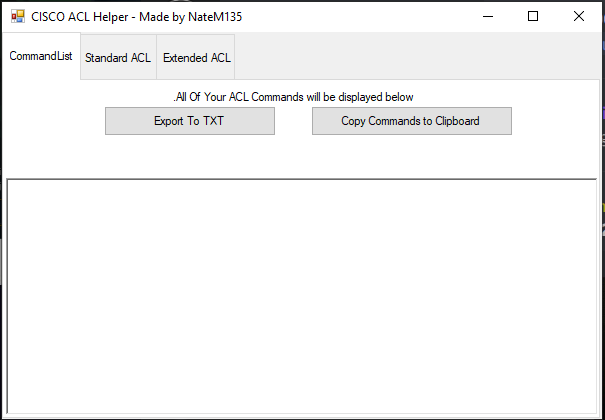 CISCO ACL Helper - Made by NateM135
CommandList
Standard ACL
Extended ACL
.All Of Your ACL Commands will be displayed below
Export To TXT
Copy Commands to Clipboard